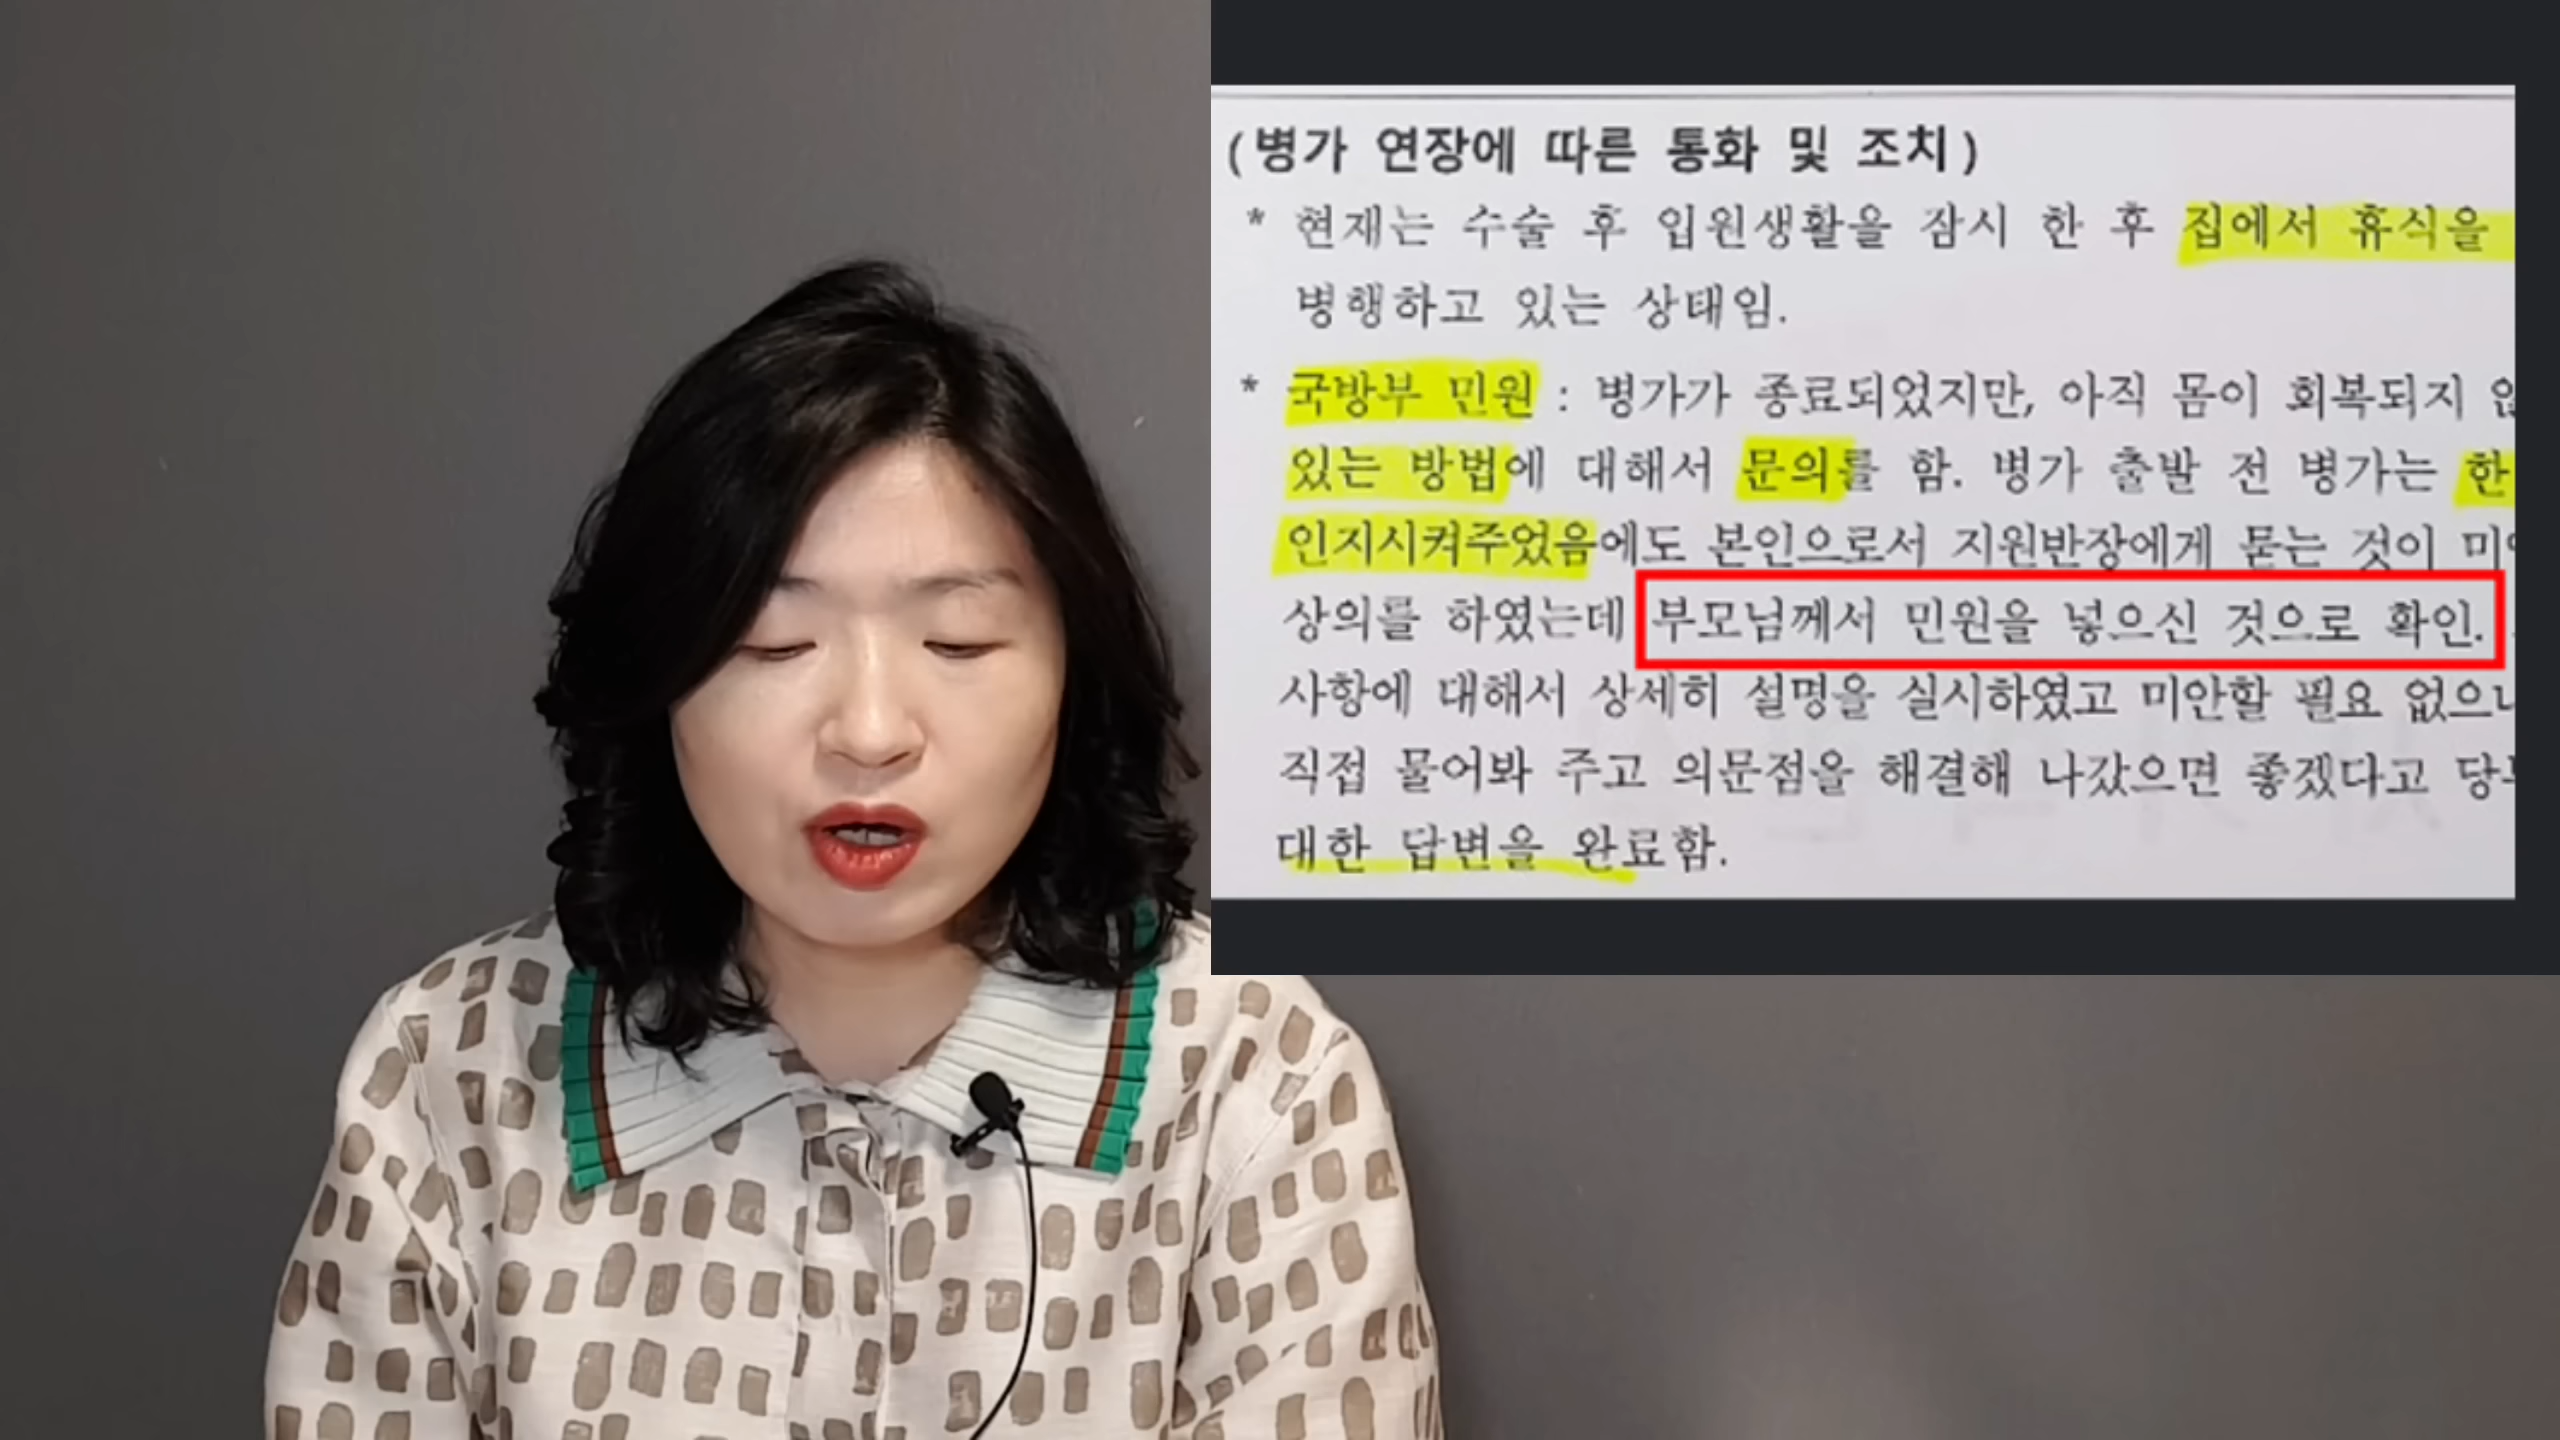 (병가 연장에 따른 통화 및 조치)
* 현재는 수술 후 입원생활을 잠시 한 후 집에서 휴식을
병행하고 있는 상태임.
* 국방부 민원 : 병가가 종료되었지만, 아직 몸이 회복되지
있는 방법에 대해서 문의를 함. 병가 출발 전 병가는 한
인지시켜주었음에도 본인으로서 지원반장에게 묻는 것이
상의를 하였는데 부모님께서 민원을 넣으신 것으로 확인.
사항에 대해서 상세히 설명을 실시하였고 미안할 필요
직접 물어봐 주고 의문점을 해결해 나갔으면 좋겠다고
대한 답변을 완료함.